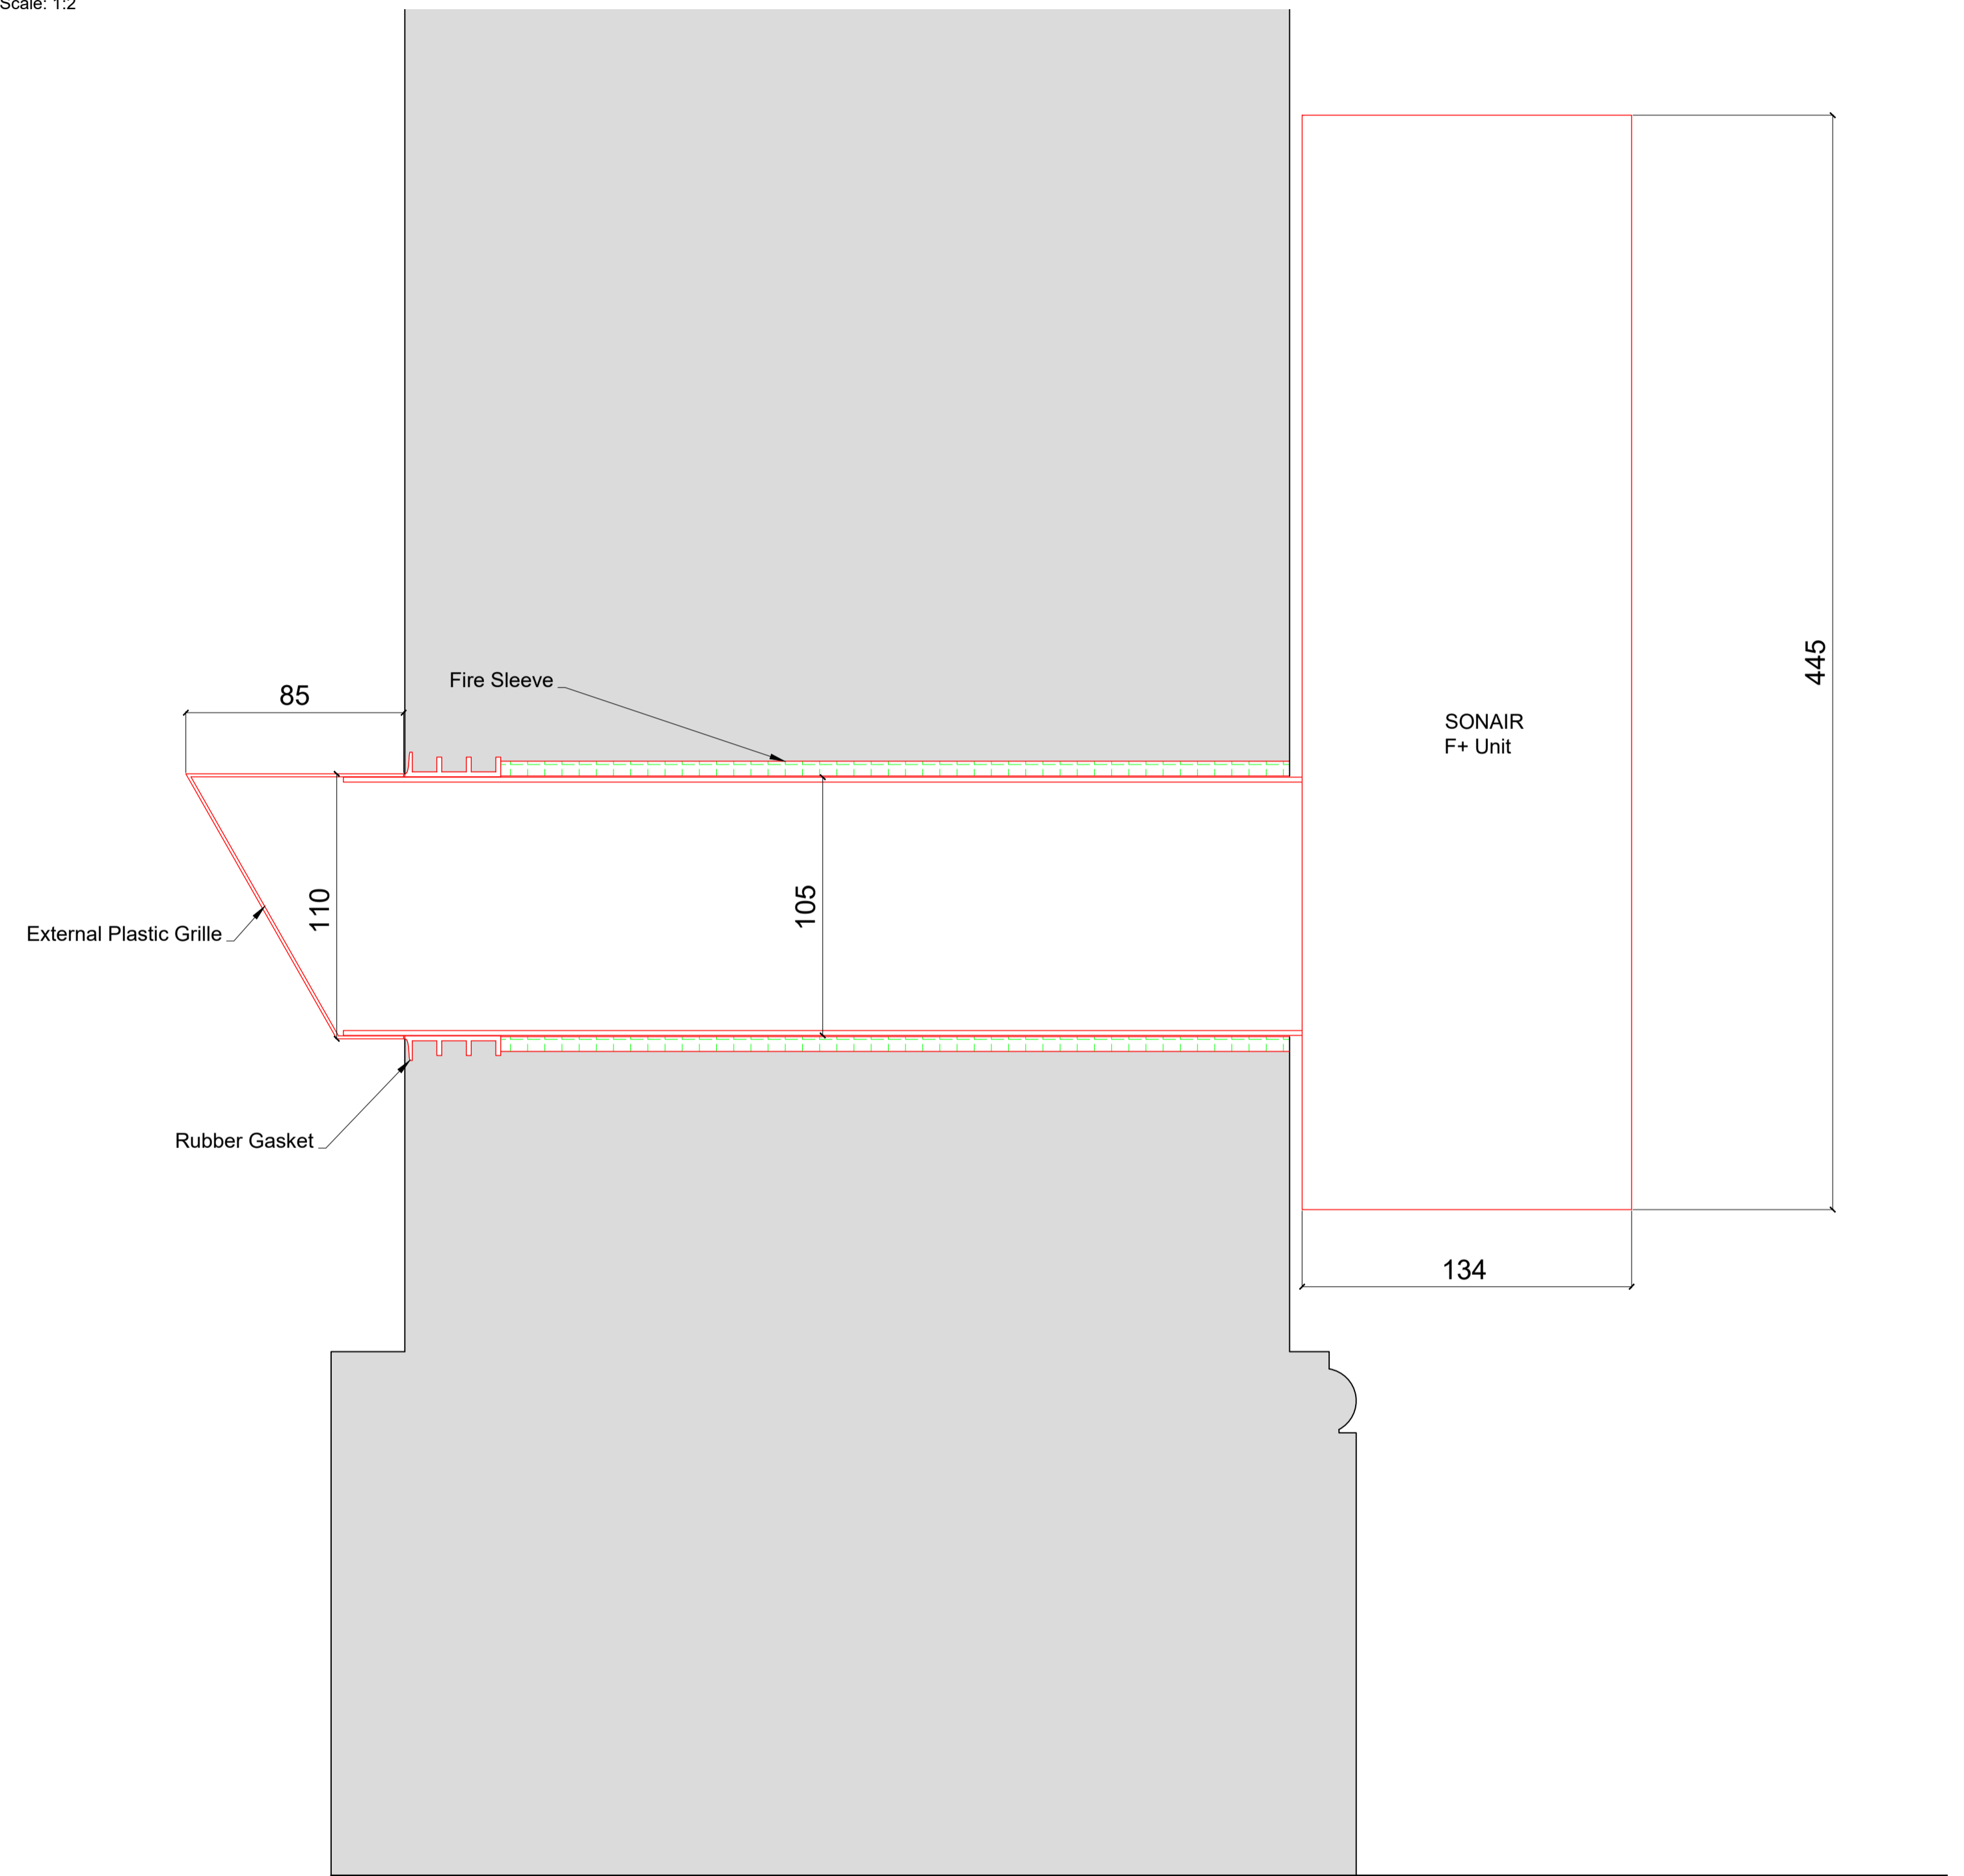 Scale: 1:2
Fire Sleeve
85
SONAIR
F+ Unit
445
110
105
External Plastic Grille
Rubber Gasket
134